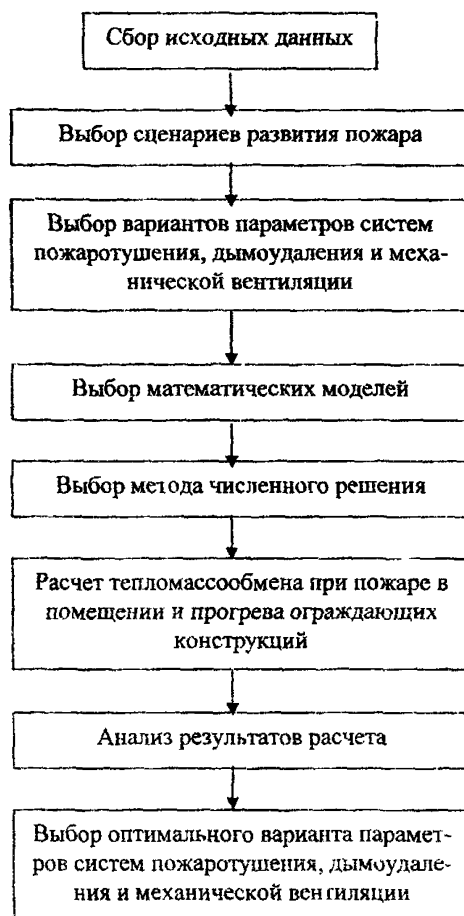 Сбор исходных данных
Выбор сценариев развития пожара
Выбор вариантов параметров систем
пожаротушения, дымоудаления и меха-
нической вентиляции
Выбор математических моделей
Выбор метода численного решения
Расчет тепломассообмена при пожаре в
помещении и прогрева ограждающих
конструкций
Анализ результатов расчета
Выбор оптимального варианта парамет-
ров систем пожаротушения, дымоудале-
ния и механической вентиляции